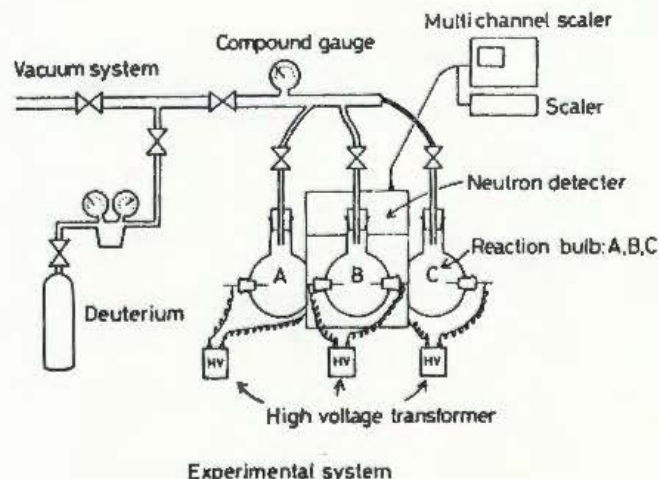 Multichannel scaler
Compound gauge
Vacuum system
Scaler
Neutron detecter
A
B
C
Reaction bulb: A,B,C
Deuterium
HV
HV
HV
High voltage transformer
Experimental system